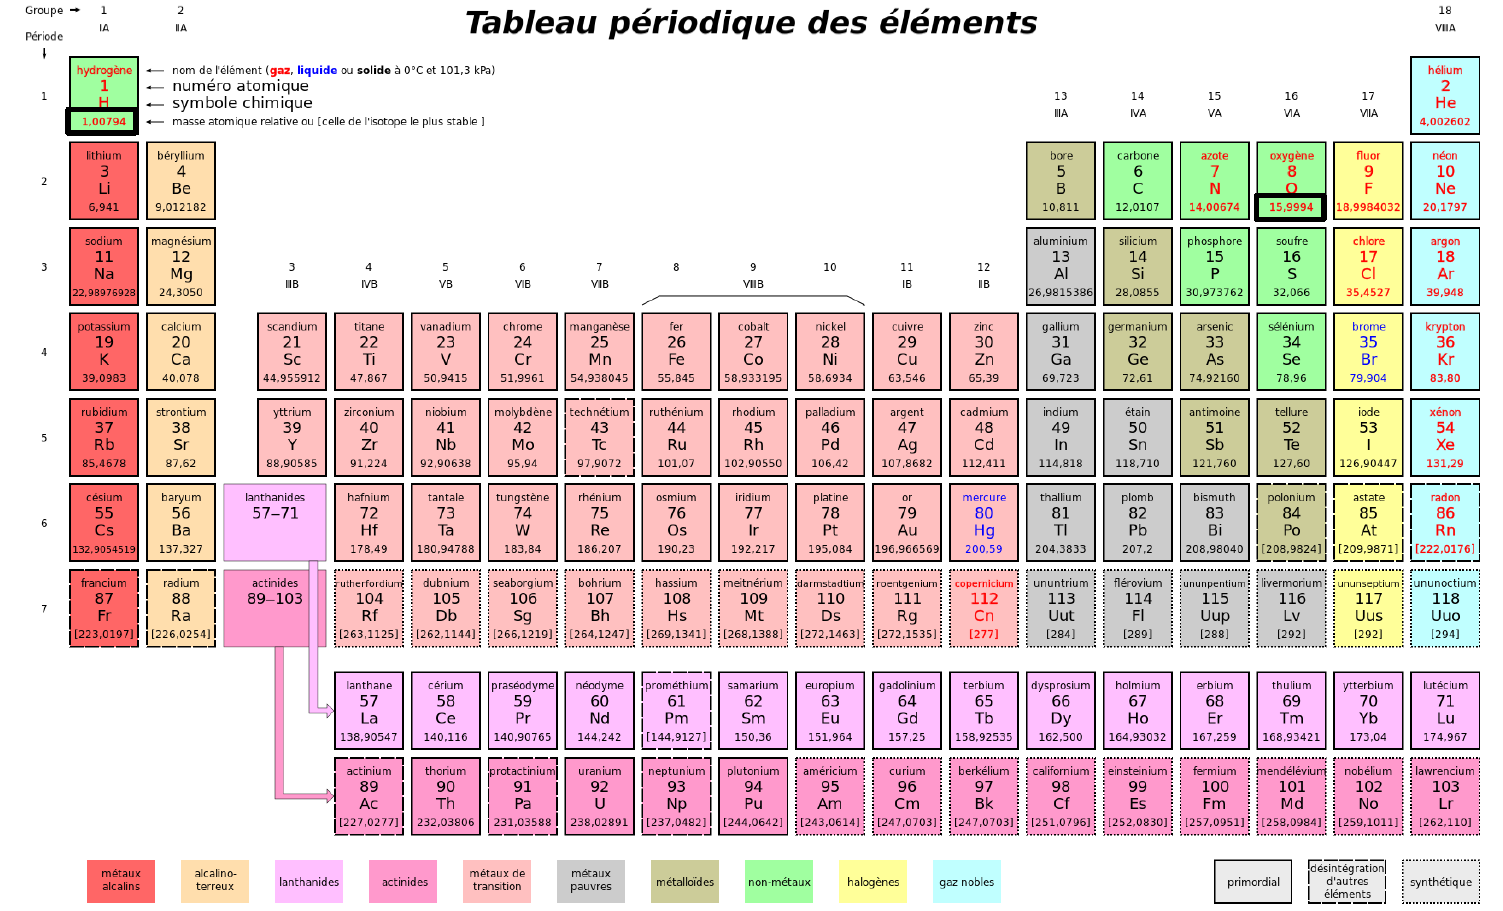 Tableau périodique des éléments
Groupe 1 2 18
IA IIA VIIIA
Période
hydrogène
1
H
1,00794
nom de l'élément (gaz, liquide ou solide à 0°C et 101,3 kPa)
numéro atomique
symbole chimique
masse atomique relative ou [celle de l'isotope le plus stable ]
1
13 14 15 16 17
IIIA IVA VA VIA VIIA
hélium
2
He
4,002602
2
lithium béryllium bore carbone azote oxygène fluor néon
3 4 5 6 7 8 9 10
Li Be B C N O F Ne
6,941 9,012182 10,811 12,0107 14,00674 15,9994 18,9984032 20,1797
3
sodium magnésium aluminium silicium phosphore soufre chlore argon
11 12 13 14 15 16 17 18
Na Mg Al Si P S Cl Ar
22,98976928 24,3050 26,9815386 28,0855 30,973762 32,066 35,4527 39,948
3 4 5 6 7 8 9 10 11 12
IIIB IVB VB VIB VIIB VIIIB IB IIB
4
potassium calcium scandium titane vanadium chrome manganèse fer cobalt nickel cuivre zinc gallium germanium arsenic sélénium brome krypton
19 20 21 22 23 24 25 26 27 28 29 30 31 32 33 34 35 36
K Ca Sc Ti V Cr Mn Fe Co Ni Cu Zn Ga Ge As Se Br Kr
39,0983 40,078 44,955912 47,867 50,9415 51,9961 54,938045 55,845 58,933195 58,6934 63,546 65,39 69,723 72,61 74,92160 78,96 79,904 83,80
5
rubidium strontium yttrium zirconium niobium molybdène technétium ruthénium rhodium palladium argent cadmium indium étain antimoine tellure iode xénon
37 38 39 40 41 42 43 44 45 46 47 48 49 50 51 52 53 54
Rb Sr Y Zr Nb Mo Tc Ru Rh Pd Ag Cd In Sn Sb Te I Xe
85,4678 87,62 88,90585 91,224 92,90638 95,94 97,9072 101,07 102,90550 106,42 107,8682 112,411 114,818 118,710 121,760 127,60 126,90447 131,29
6
césium baryum lanthanides hafnium tantale tungstène rhénium osmium iridium platine or mercure thallium plomb bismuth polonium astate radon
55 56 57–71 72 73 74 75 76 77 78 79 80 81 82 83 84 85 86
Cs Ba Hf Ta W Re Os Ir Pt Au Hg Tl Pb Bi Po At Rn
132,9054519 137,327 178,49 180,94788 183,84 186,207 190,23 192,217 195,084 196,966569 200,59 204,3833 207,2 208,98040 [208,9824] [209,9871] [222,0176]
7
francium radium actinides rutherfordium dubnium seaborgium bohrium hassium meitnérium darmstadtium roentgenium copernicium ununtrium flérovium ununpentium livermorium ununseptium ununoctium
87 88 89–103 104 105 106 107 108 109 110 111 112 113 114 115 116 117 118
Fr Ra Rf Db Sg Bh Hs Mt Ds Rg Cn Uut Fl Uup Lv Uus Uuo
[223,0197] [226,0254] [263,1125] [262,1144] [266,1219] [264,1247] [269,1341] [268,1388] [272,1463] [272,1535] [277] [284] [289] [288] [292] [292] [294]
lanthane cérium praséodyme néodyme prométhium samarium europium gadolinium terbium dysprosium holmium erbium thulium ytterbium lutécium
57 58 59 60 61 62 63 64 65 66 67 68 69 70 71
La Ce Pr Nd Pm Sm Eu Gd Tb Dy Ho Er Tm Yb Lu
138,90547 140,116 140,90765 144,242 [144,9127] 150,36 151,964 157,25 158,92535 162,500 164,93032 167,259 168,93421 173,04 174,967
actinium thorium protactinium uranium neptunium plutonium américium curium berkélium californium einsteinium fermium mendélévium nobélium lawrencium
89 90 91 92 93 94 95 96 97 98 99 100 101 102 103
Ac Th Pa U Np Pu Am Cm Bk Cf Es Fm Md No Lr
[227,0277] 232,03806 231,03588 238,02891 [237,0482] [244,0642] [243,0614] [247,0703] [247,0703] [251,0796] [252,0830] [257,0951] [258,0984] [259,1011] [262,110]
métaux alcalins
alcalino-terreux
lanthanides
actinides
métaux de transition
métaux pauvres
métalloïdes
non-métaux
halogènes
gaz nobles
primordial
désintégration d'autres éléments
synthétique